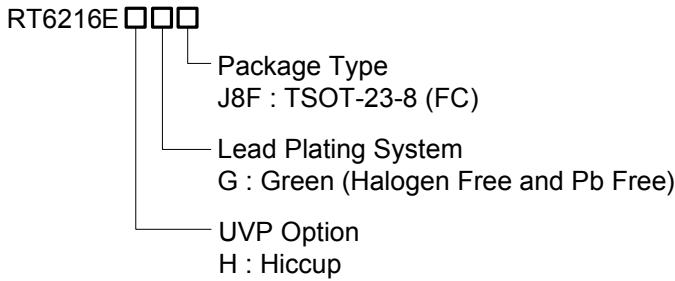 RT6216E□□□
Package Type
J8F : TSOT-23-8 (FC)
Lead Plating System
G : Green (Halogen Free and Pb Free)
UVP Option
H : Hiccup